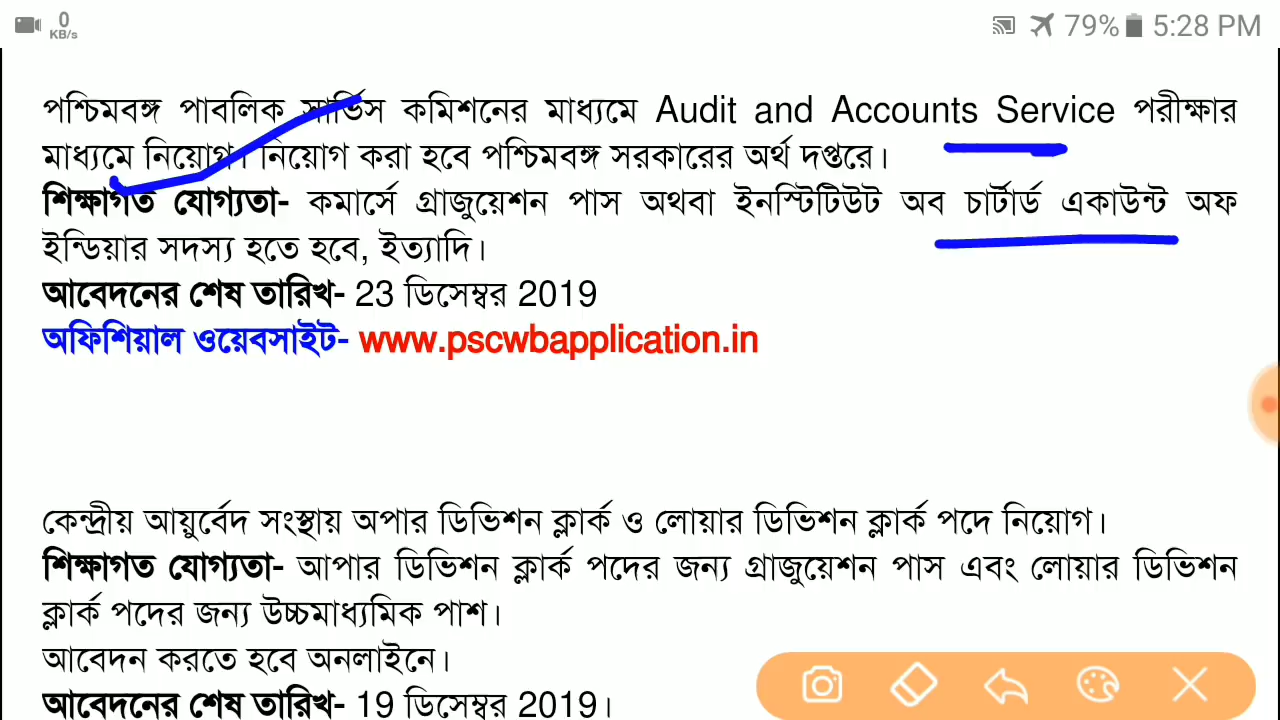 0
KB/s
79% 5:28 PM
পশ্চিমবঙ্গ পাবলিক সার্ভিস কমিশনের মাধ্যমে Audit and Accounts Service পরীক্ষার
মাধ্যমে নিয়োগ। নিয়োগ করা হবে পশ্চিমবঙ্গ সরকারের অর্থ দপ্তরে।
শিক্ষাগত যোগ্যতা- কমার্সে গ্রাজুয়েশন পাস অথবা ইনস্টিটিউট অব চার্টার্ড একাউন্ট অফ
ইন্ডিয়ার সদস্য হতে হবে, ইত্যাদি।
আবেদনের শেষ তারিখ- 23 ডিসেম্বর 2019
অফিশিয়াল ওয়েবসাইট- www.pscwbapplication.in
কেন্দ্রীয় আয়ুর্বেদ সংস্থায় অপার ডিভিশন ক্লার্ক ও লোয়ার ডিভিশন ক্লার্ক পদে নিয়োগ।
শিক্ষাগত যোগ্যতা- আপার ডিভিশন ক্লার্ক পদের জন্য গ্রাজুয়েশন পাস এবং লোয়ার ডিভিশন
ক্লার্ক পদের জন্য উচ্চমাধ্যমিক পাশ।
আবেদন করতে হবে অনলাইনে।
আবেদনের শেষ তারিখ- 19 ডিসেম্বর 2019।